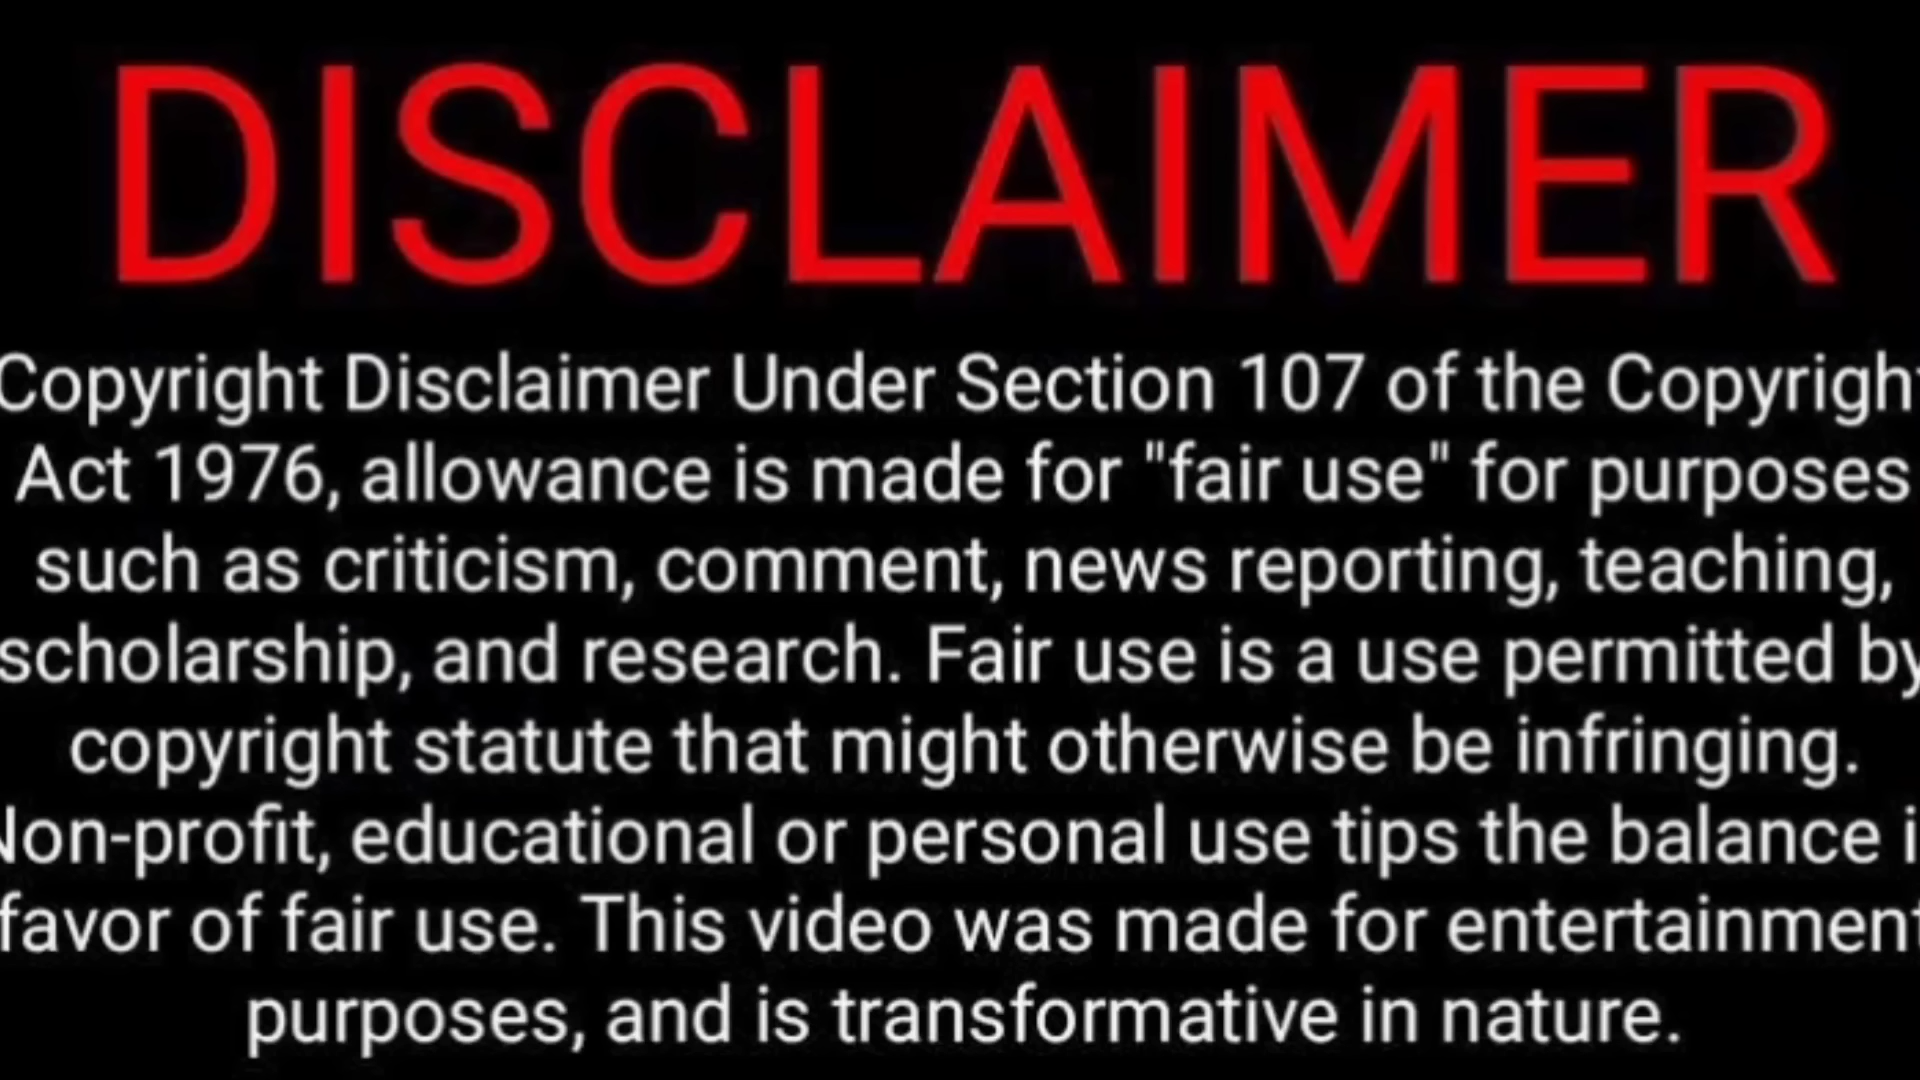 DISCLAIMER
Copyright Disclaimer Under Section 107 of the Copyright
Act 1976, allowance is made for "fair use" for purposes
such as criticism, comment, news reporting, teaching,
scholarship, and research. Fair use is a use permitted by
copyright statute that might otherwise be infringing.
Non-profit, educational or personal use tips the balance i
favor of fair use. This video was made for entertainment
purposes, and is transformative in nature.